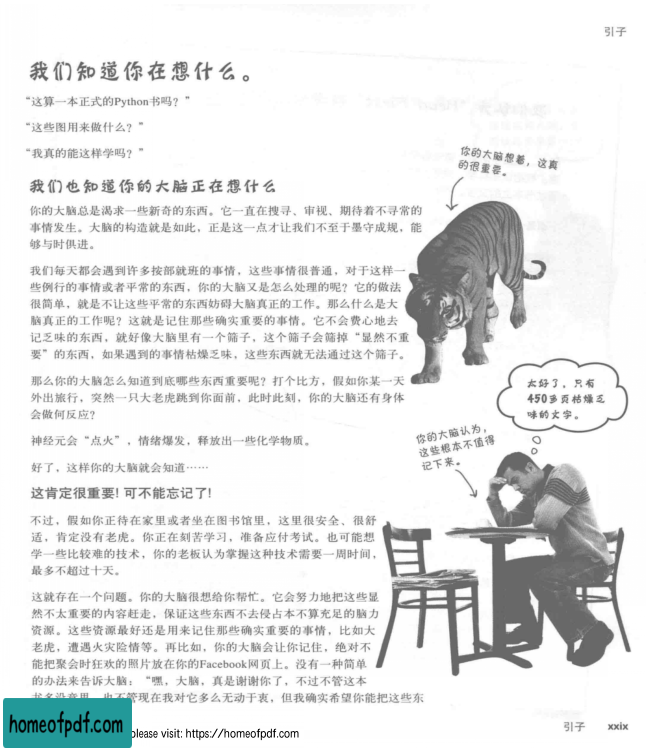 引子
我们知道你在想什么。
“这算一本正式的Python书吗？”
“这些图用来做什么？”
“我真的能这样学吗？”
你的大脑想着，这真
的很重要。
我们也知道你的大脑正在想什么
你的大脑总是渴求一些新奇的东西。它一直在搜寻、审视、期待着不寻常的
事情发生。大脑的构造就是如此，正是这一点才让我们不至于墨守成规，能
够与时俱进。
我们每天都会遇到许多按部就班的事情，这些事情很普通，对于这样一
些例行的事情或者平常的东西，你的大脑又是怎么处理的呢？它的做法
很简单，就是不让这些平常的东西妨碍大脑真正的工作。那么什么是大
脑真正的工作呢？这就是记住那些确实重要的事情。它不会费心地去
记乏味的东西，就好像大脑里有一个筛子，这个筛子会筛掉“显然不重
要”的东西，如果遇到的事情枯燥乏味，这些东西就无法通过这个筛子。
那么你的大脑怎么知道到底哪些东西重要呢？打个比方，假如你某一天
外出旅行，突然一只大老虎跳到你面前，此时此刻，你的大脑还有身体
会做何反应？
太好了，只有
450多页枯燥乏
味的文字。
神经元会“点火”，情绪爆发，释放出一些化学物质。
好了，这样你的大脑就会知道……
你的大脑认为，
这些根本不值得
记下来。
这肯定很重要! 可不能忘记了!
不过，假如你正待在家里或者坐在图书馆里，这里很安全、很舒
适，肯定没有老虎。你正在刻苦学习，准备应付考试。也可能想
学一些比较难的技术，你的老板认为掌握这种技术需要一周时间，
最多不超过十天。
这就存在一个问题。你的大脑很想给你帮忙。它会努力地把这些显
然不太重要的内容赶走，保证这些东西不去侵占本不算充足的脑力
资源。这些资源最好还是用来记住那些确实重要的事情，比如大
老虎，遭遇火灾险情等。再比如，你的大脑会让你记住，绝对不
能把聚会时狂欢的照片放在你的Facebook网页上。没有一种简单
的办法来告诉大脑：“嘿，大脑，真是谢谢你了，不过不管这本
管现在我对它多么无动于衷，但我确实希望你能把这些东
homeofpdf.com
please visit: https://homeofpdf.com
引子 xxix